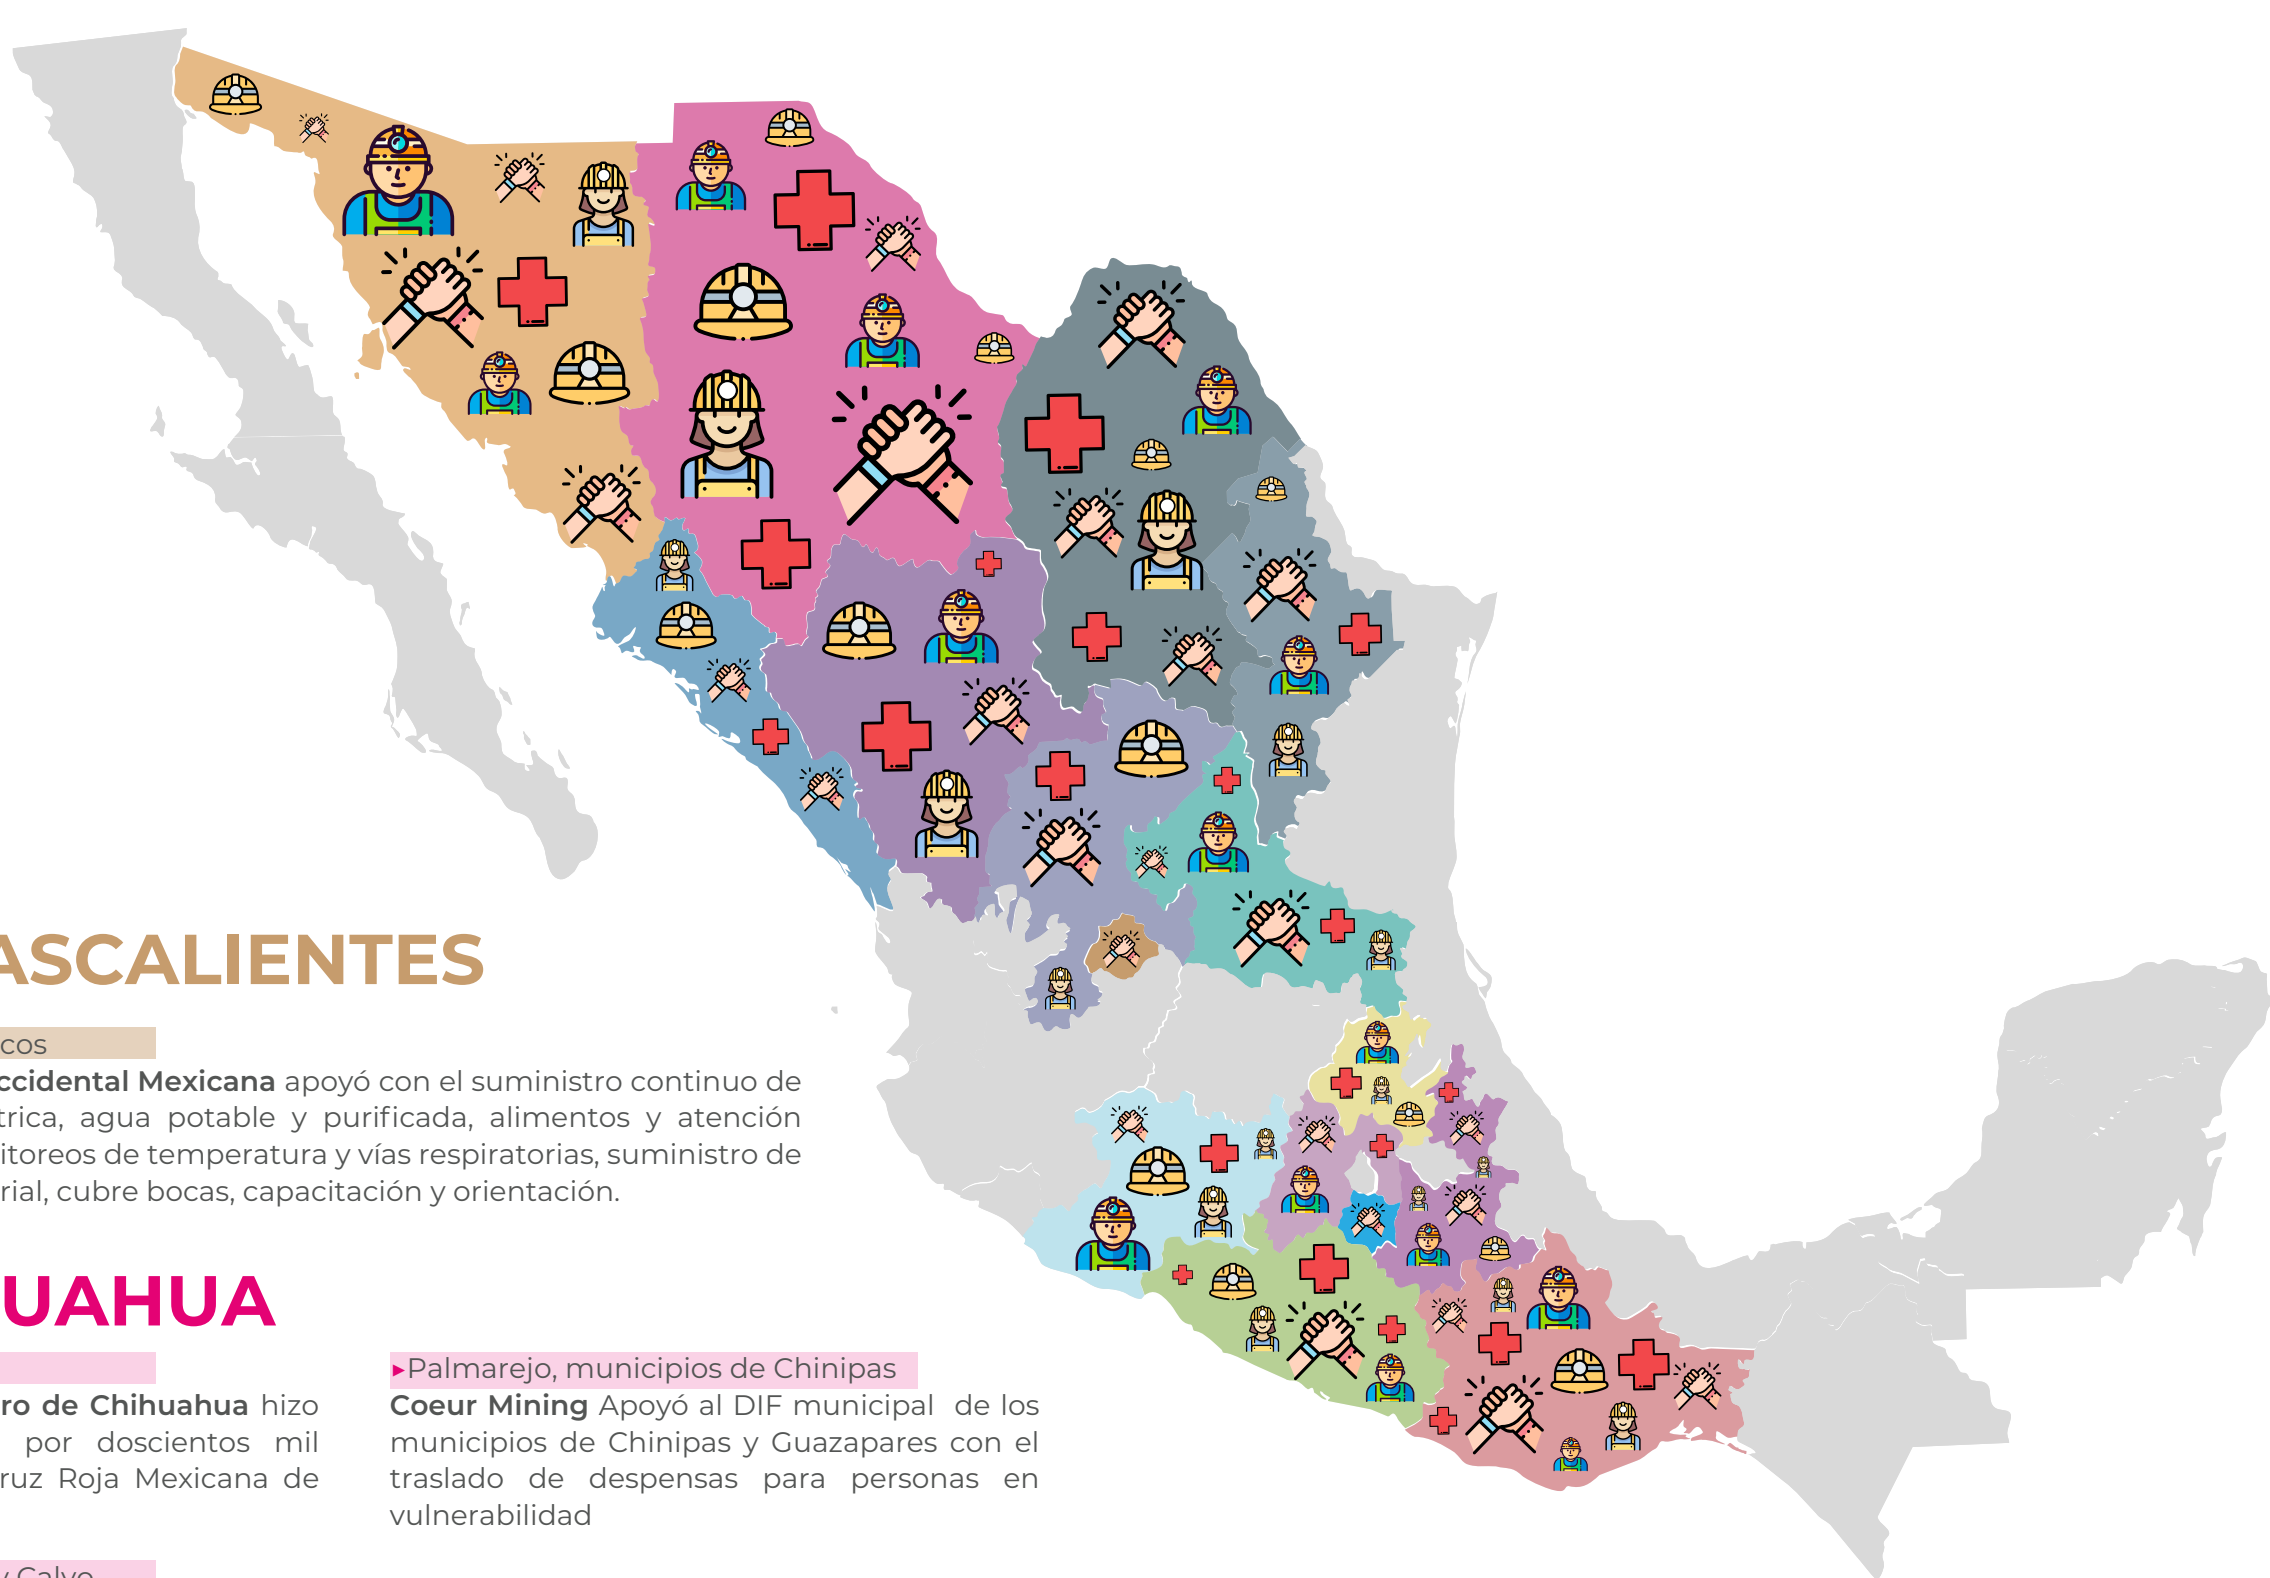 ASCALIENTES
cos
ccidental Mexicana apoyó con el suministro continuo de
trica, agua potable y purificada, alimentos y atención
itoreos de temperatura y vías respiratorias, suministro de
rial, cubre bocas, capacitación y orientación.
UAHUA
ro de Chihuahua hizo
por doscientos mil
ruz Roja Mexicana de
y Calvo
▸Palmarejo, municipios de Chinipas
Coeur Mining Apoyó al DIF municipal de los
municipios de Chinipas y Guazapares con el
traslado de despensas para personas en
vulnerabilidad